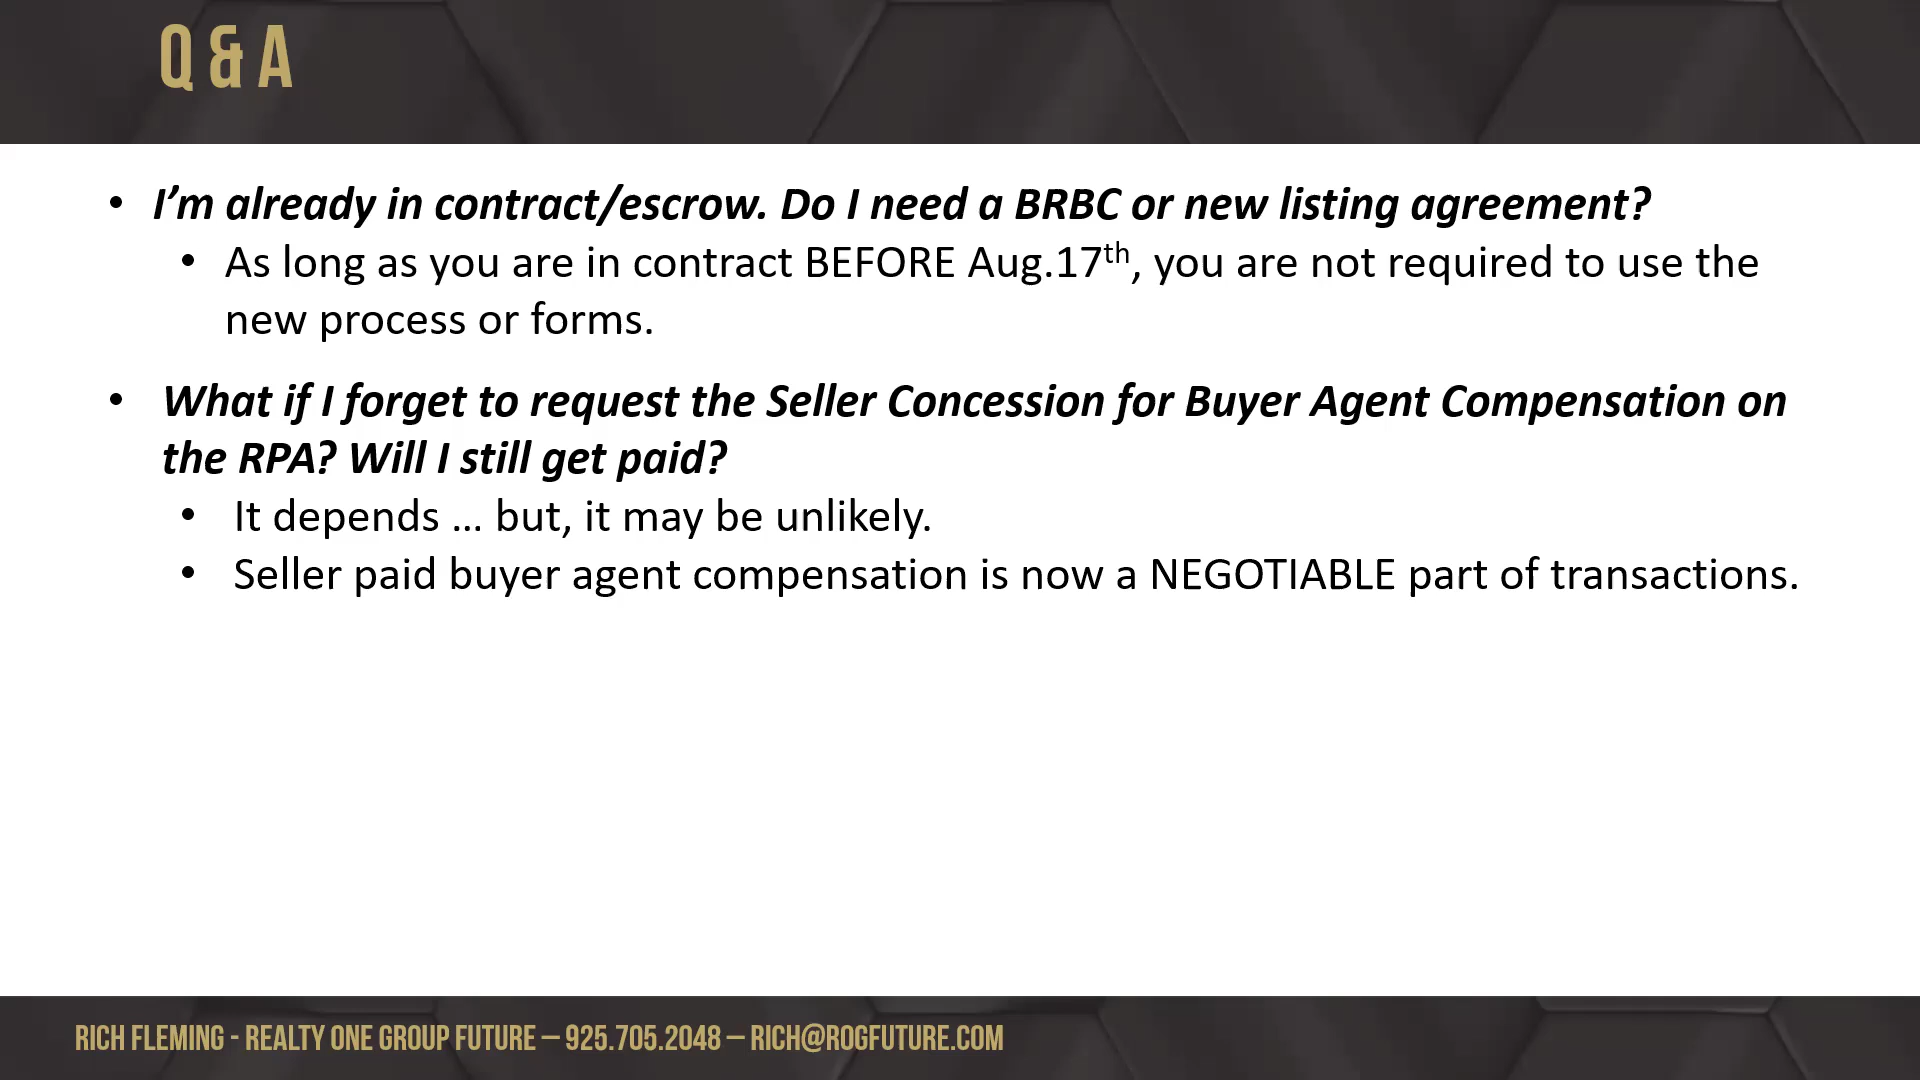 Q & A
• I’m already in contract/escrow. Do I need a BRBC or new listing agreement?
• As long as you are in contract BEFORE Aug.17th, you are not required to use the
new process or forms.
• What if I forget to request the Seller Concession for Buyer Agent Compensation on
the RPA? Will I still get paid?
• It depends … but, it may be unlikely.
• Seller paid buyer agent compensation is now a NEGOTIABLE part of transactions.
RICH FLEMING - REALTY ONE GROUP FUTURE – 925.705.2048 – RICH@ROGFUTURE.COM